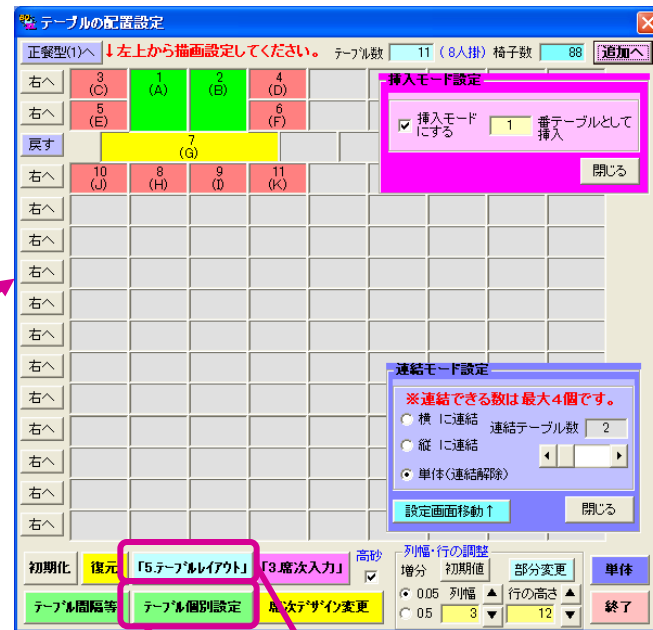 テーブルの配置設定
正餐型(1)へ ↓左上から描画設定してください。 テーブル数 11 (8人掛) 椅子数 88 追加へ
右へ 3 (C) 1 (A) 2 (B) 4 (D)
右へ 5 (E) 6 (F)
戻す 7 (G)
右へ 10 (J) 8 (H) 9 (I) 11 (K)
右へ
右へ
右へ
右へ
右へ
右へ
右へ
右へ
右へ
右へ
右へ
挿入モード設定
挿入モードにする 1 番テーブルとして挿入
閉じる
連結モード設定
※連結できる数は最大4個です。
横 に連結 連結テーブル数 2
縦 に連結
単体(連結解除)
設定画面移動↑ 閉じる
初期化 復元 「5.テーブルレイアウト」 「3.席次入力」 高砂
テーブル間隔等 テーブル個別設定 席次デザイン変更
列幅・行の調整
増分 初期値 部分変更 単体
0.05 列幅 ▲ 行の高さ ▲
0.5 3 ▼ 12 ▼ 終了